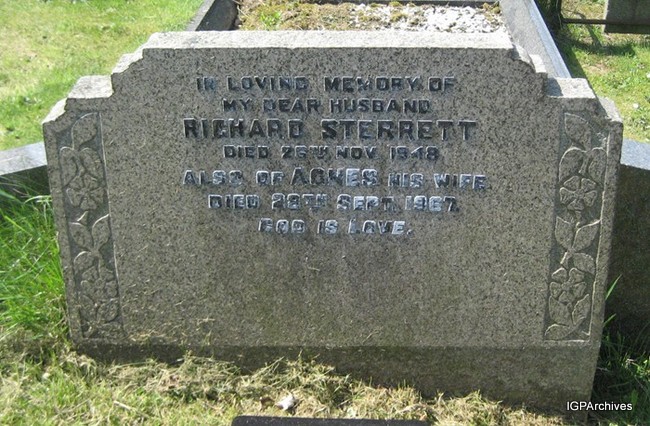 IN LOVING MEMORY OF
MY DEAR HUSBAND
RICHARD STERRETT
DIED 26TH NOV 1948
ALSO OF AGNES HIS WIFE
DIED 28TH SEPT. 1967.
GOD IS LOVE.
IGPArchives